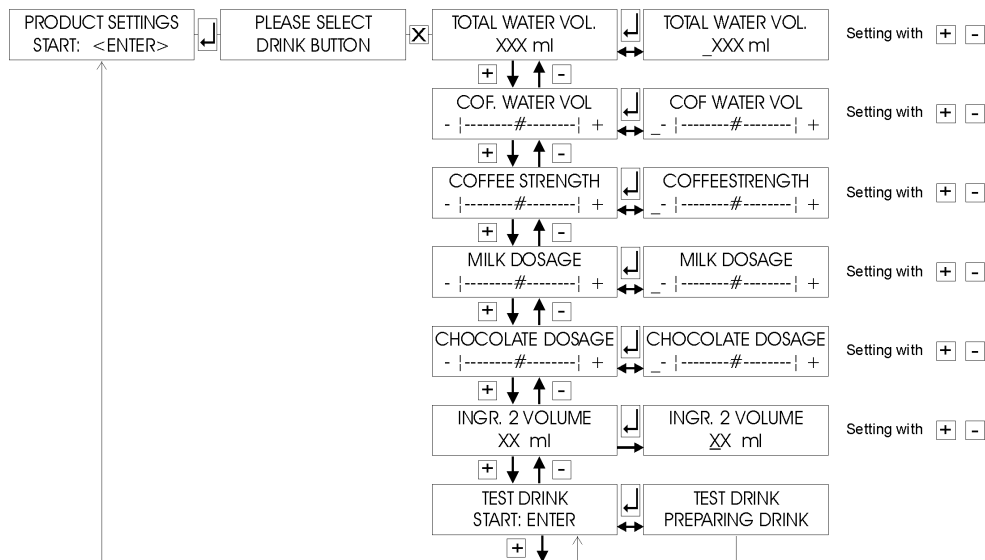 PRODUCT SETTINGS
START: <ENTER>
PLEASE SELECT
DRINK BUTTON
X
TOTAL WATER VOL.
XXX ml
TOTAL WATER VOL.
_XXX ml
Setting with + -
+ -
COF. WATER VOL
- ¦--------#--------¦ +
COF WATER VOL
_- ¦--------#--------¦ +
Setting with + -
+ -
COFFEE STRENGTH
- ¦--------#--------¦ +
COFFEESTRENGTH
_- ¦--------#--------¦ +
Setting with + -
+ -
MILK DOSAGE
- ¦--------#--------¦ +
MILK DOSAGE
_- ¦--------#--------¦ +
Setting with + -
+ -
CHOCOLATE DOSAGE
- ¦--------#--------¦ +
CHOCOLATE DOSAGE
_- ¦--------#--------¦ +
Setting with + -
+ -
INGR. 2 VOLUME
XX ml
INGR. 2 VOLUME
XX ml
Setting with + -
+ -
TEST DRINK
START: ENTER
TEST DRINK
PREPARING DRINK
+